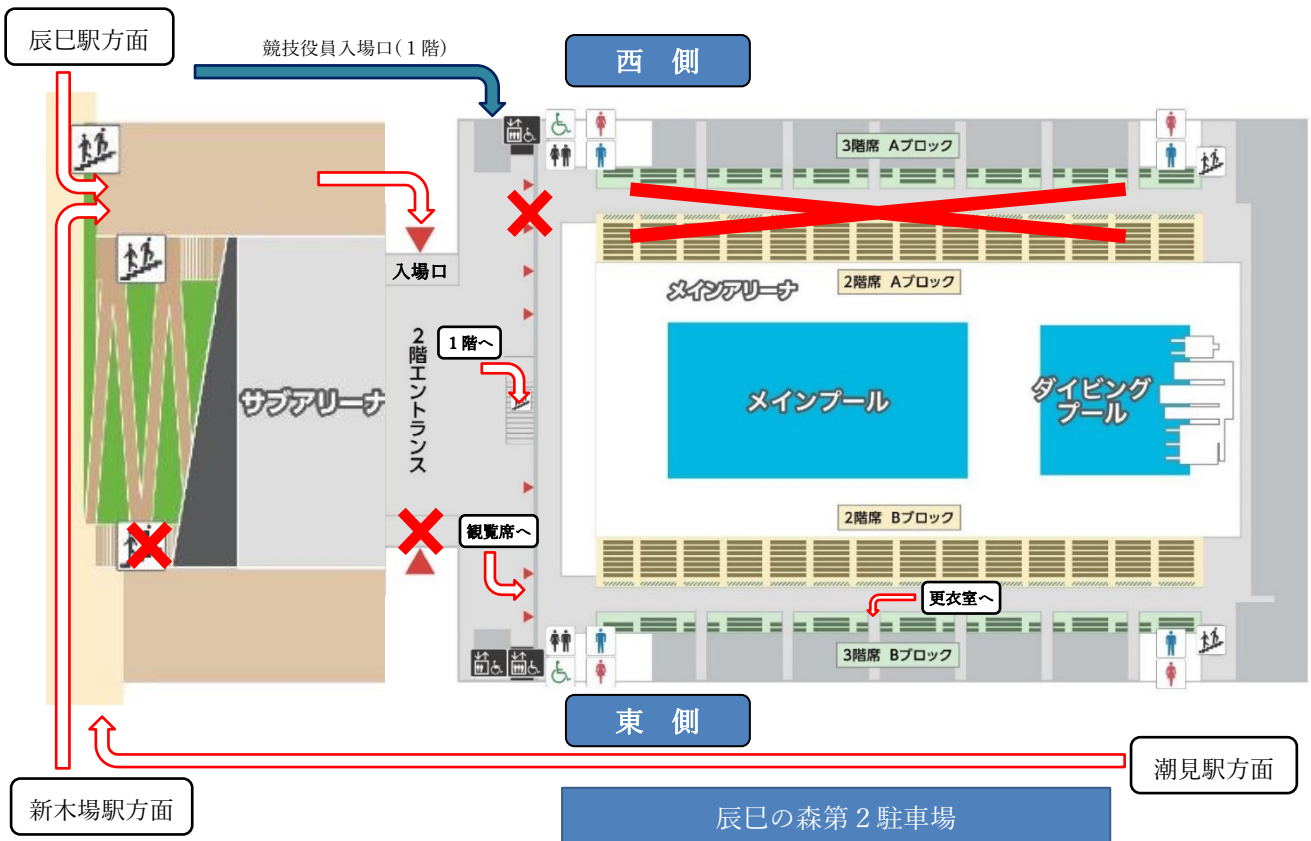 辰巳駅方面
競技役員入場口(１階)
西　側
3階席 Aブロック
入場口
メインアリーナ
2階席 Aブロック
２階エントランス
１階へ
サブアリーナ
メインプール
ダイビング
プール
2階席 Bブロック
観覧席へ
更衣室へ
3階席 Bブロック
東　側
潮見駅方面
新木場駅方面
辰巳の森第２駐車場